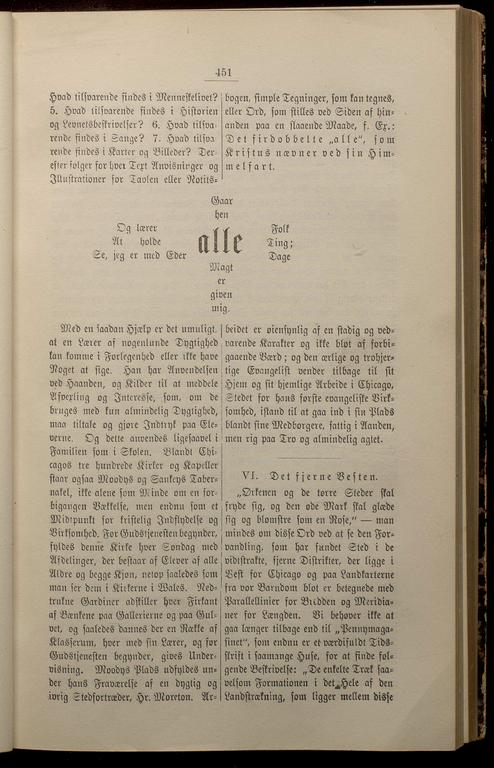 451
Hvad tilsvarende findes i Menneskelivet?
5. Hvad tilsvarende findes i Historien
og Levnetsbeskrivelser? 6. Hvad tilsva-
rende findes i Sange? 7. Hvad tilsva-
rende findes i Karter og Billeder? Der-
efter følger for hver Text Anvisninger og
Illustrationer for Tavlen eller Notits-
bogen, simple Tegninger, som kan tegnes,
eller Ord, som stilles ved Siden af hin-
anden paa en slaaende Maade, f. Ex.:
Det firdobbelte „alle“, som
Kristus nævner ved sin Him-
melfart.
Gaar
hen
Og lærer
At holde
Se, jeg er med Eder
alle
Folk
Ting;
Dage
Magt
er
given
mig.
Med en saadan Hjælp er det umuligt,
at en Lærer af nogenlunde Dygtighed
kan komme i Forlegenhed eller ikke have
Noget at sige. Han har Anvendelsen
ved Haanden, og Kilder til at meddele
Afvexling og Interesse, som, om de
bruges med kun almindelig Dygtighed,
maa tiltale og gjøre Indtryk paa Ele-
verne. Og dette anvendes ligesaavel i
Familien som i Skolen. Blandt Chi-
cagos tre hundrede Kirker og Kapeller
staar ogsaa Moodys og Sankeys Taber-
nakel, ikke alene som Minde om en for-
bigangen Vækkelse, men endnu som et
Midtpunkt for kristelig Indflydelse og
Virksomhed. For Gudstjenesten begynder,
fyldes denne Kirke hver Søndag med
Afdelinger, der bestaar af Elever af alle
Aldre og begge Kjøn, netop saaledes som
man ser dem i Kirkerne i Wales. Ned-
trukne Gardiner adskiller hver Firkant
af Bænkene paa Gallerierne og paa Gul-
vet, og saaledes dannes der en Række af
Klasserum, hver med sin Lærer, og før
Gudstjenesten begynder, gives Under-
visning. Moodys Plads udfyldes un-
der hans Fraværelse af en dygtig og
ivrig Stedfortræder, Hr. Moreton. Ar-
beidet er øiensynlig af en stadig og ved-
varende Karakter og ikke blot af forbi-
gaaende Værd; og den ærlige og trohjer-
tige Evangelist vender tilbage til sit
Hjem og sit hjemlige Arbeide i Chicago,
Stedet for hans første evangeliske Virk-
somhed, istand til at gaa ind i sin Plads
blandt sine Medborgere, fattig i Aanden,
men rig paa Tro og almindelig agtet.
VI. Det fjerne Vesten.
„Ørkenen og de tørre Steder skal
fryde sig, og den øde Mark skal glæde
sig og blomstre som en Rose,“ — man
mindes om disse Ord ved at se den For-
vandling, som har fundet Sted i de
vidstrakte, fjerne Distrikter, der ligge i
Vest for Chicago og paa Landkarterne
fra vor Barndom blot er betegnede med
Parallellinier for Bredden og Meridia-
ner for Længden. Vi behøver ikke at
gaa længer tilbage end til „Pennymaga-
sinet“, som endnu er et værdifuldt Tids-
skrift i saamange Huse, for at finde føl-
gende Beskrivelse: „De enkelte Træk saa-
velsom Formationen i det Hele af den
Landstrækning, som ligger mellem disse